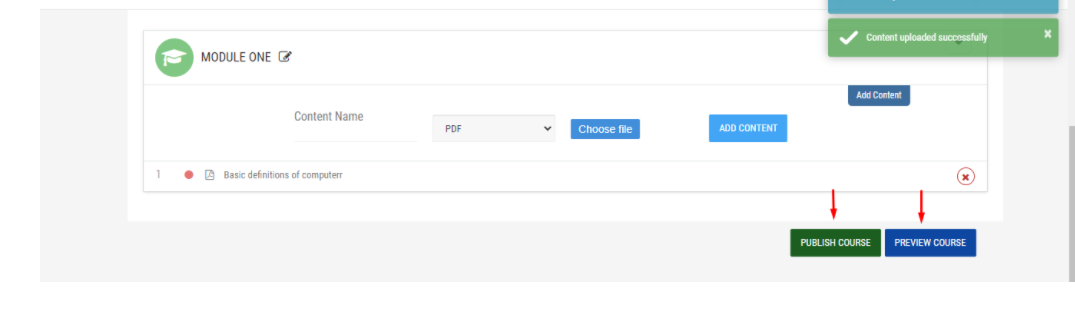 Content uploaded successfully
x
MODULE ONE
Add Content
Content Name
PDF
Choose file
ADD CONTENT
1
Basic definitions of computerr
PUBLISH COURSE
PREVIEW COURSE